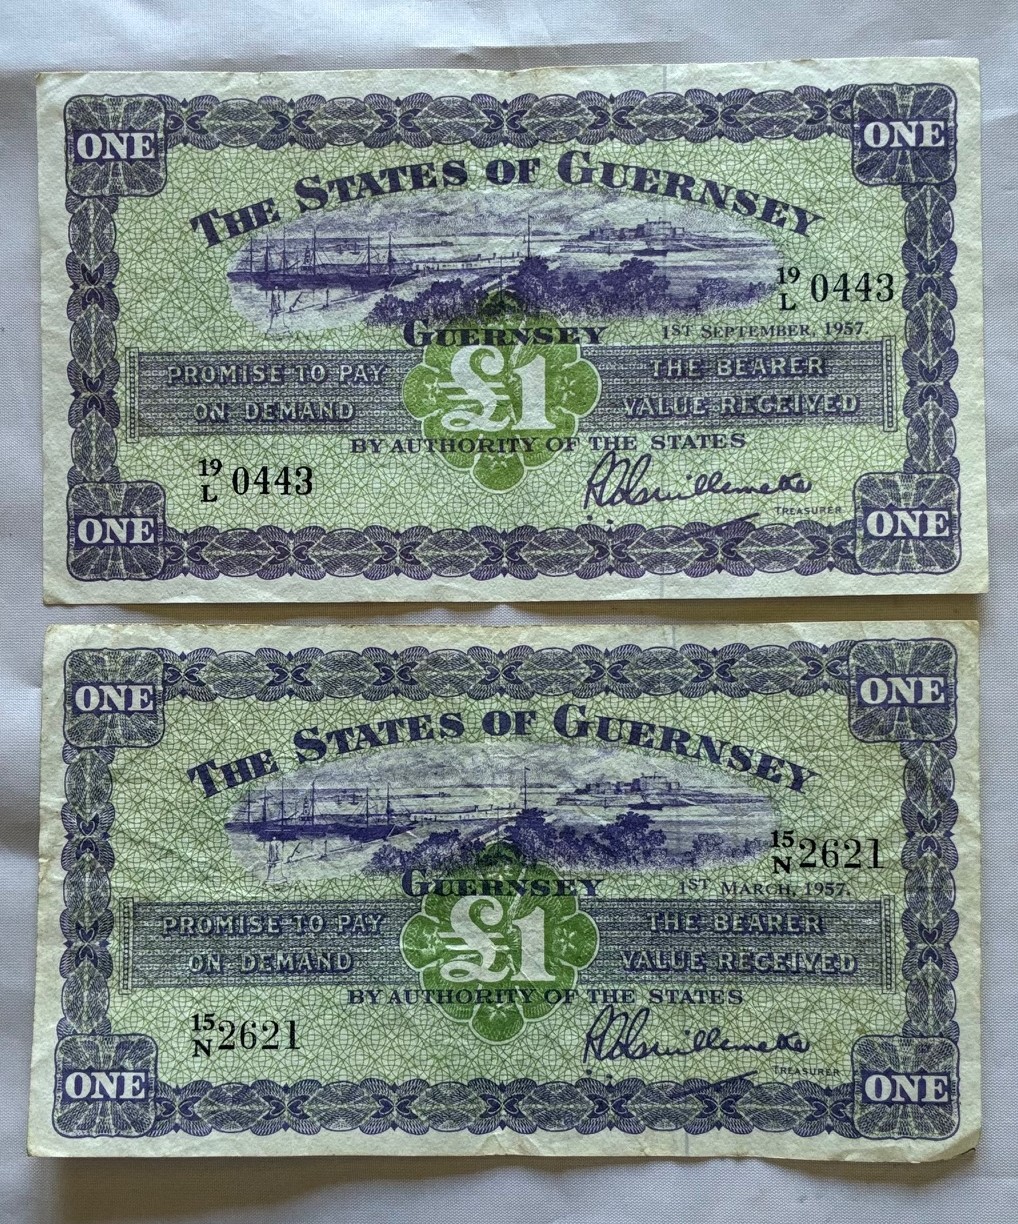 ONE ONE
THE STATES OF GUERNSEY
19
L 0443
GUERNSEY 1ST SEPTEMBER, 1957.
PROMISE TO PAY £1 THE BEARER
ON DEMAND VALUE RECEIVED
BY AUTHORITY OF THE STATES
19
L 0443
TREASURER
ONE ONE
ONE ONE
THE STATES OF GUERNSEY
15
N 2621
GUERNSEY 1ST MARCH, 1957.
PROMISE TO PAY £1 THE BEARER
ON DEMAND VALUE RECEIVED
BY AUTHORITY OF THE STATES
15
N 2621
TREASURER
ONE ONE